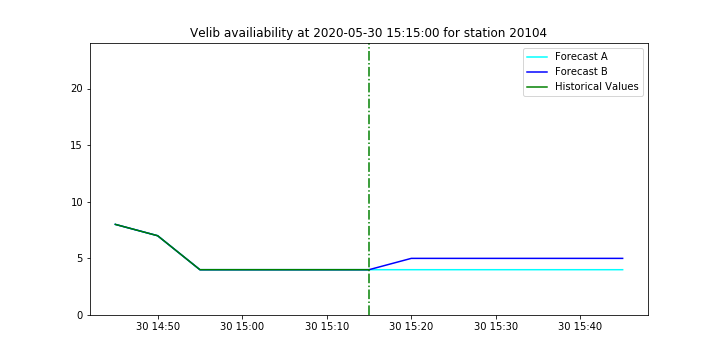 Velib availiability at 2020-05-30 15:15:00 for station 20104
Forecast A
Forecast B
Historical Values
20
15
10
5
0
30 14:50 30 15:00 30 15:10 30 15:20 30 15:30 30 15:40